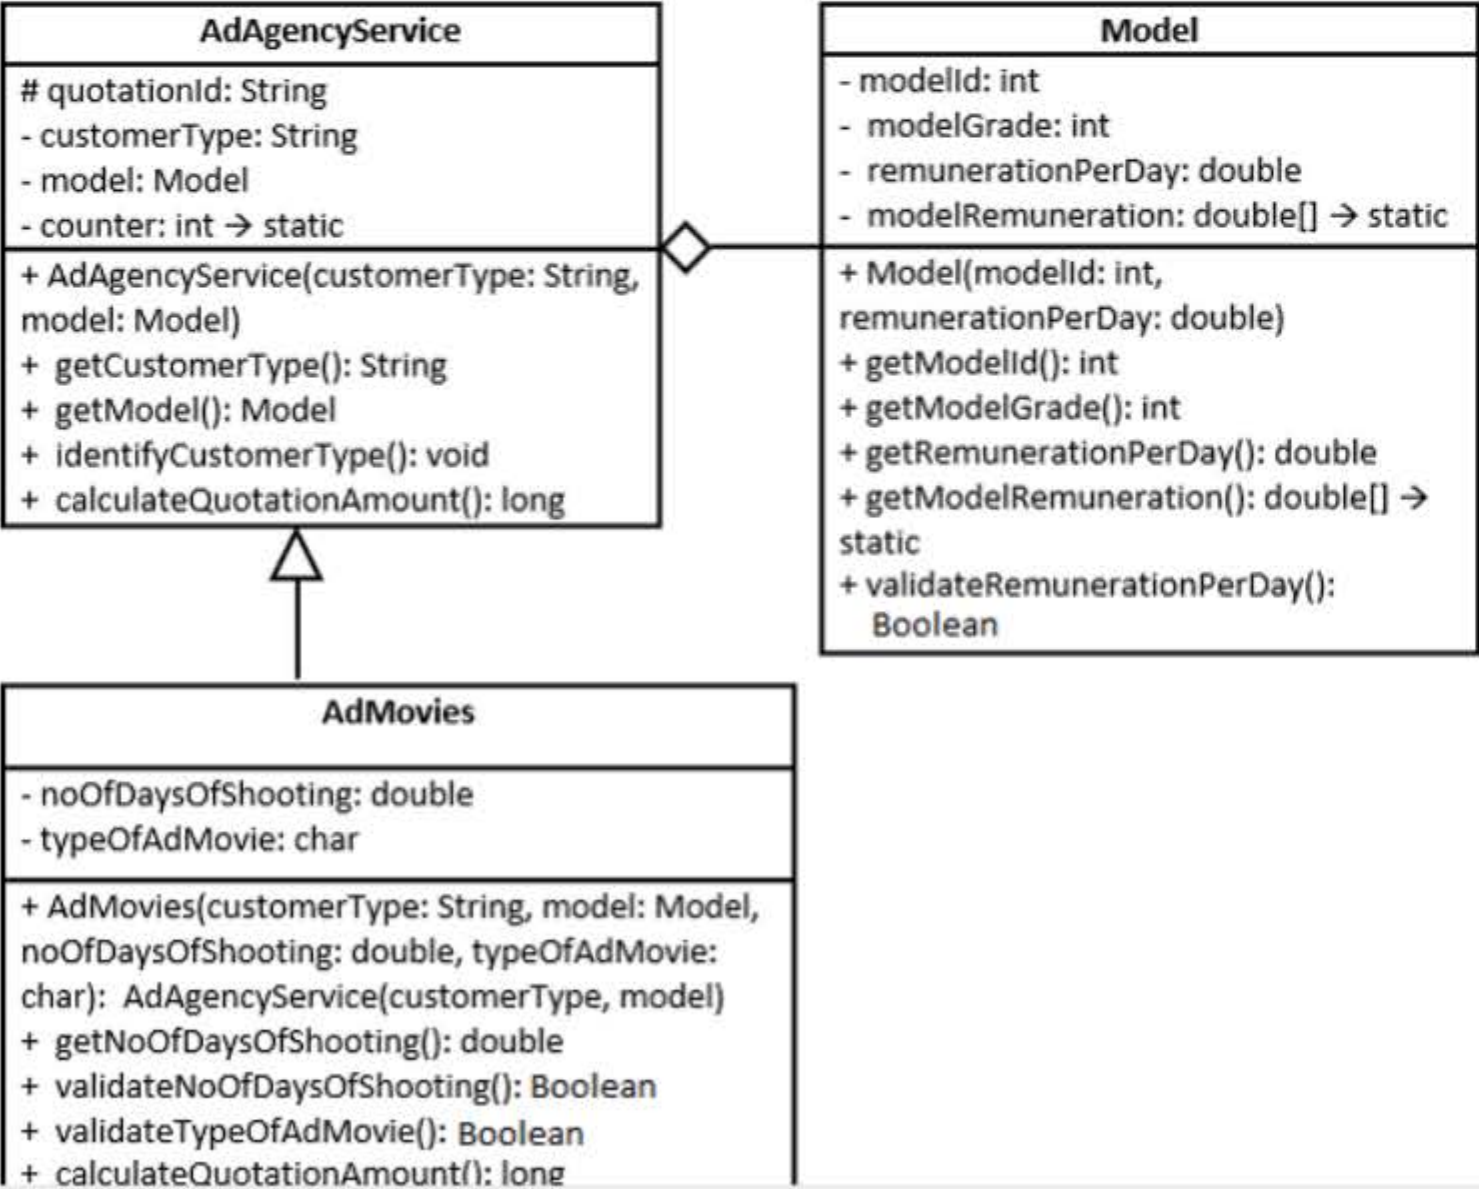 AdAgencyService
# quotationId: String
- customerType: String
- model: Model
- counter: int → static
+ AdAgencyService(customerType: String,
model: Model)
+ getCustomerType(): String
+ getModel(): Model
+ identifyCustomerType(): void
+ calculateQuotationAmount(): long
Model
- modelId: int
- modelGrade: int
- remunerationPerDay: double
- modelRemuneration: double[] → static
+ Model(modelId: int,
remunerationPerDay: double)
+ getModelId(): int
+ getModelGrade(): int
+ getRemunerationPerDay(): double
+ getModelRemuneration(): double[] →
static
+ validateRemunerationPerDay():
Boolean
AdMovies
- noOfDaysOfShooting: double
- typeOfAdMovie: char
+ AdMovies(customerType: String, model: Model,
noOfDaysOfShooting: double, typeOfAdMovie:
char): AdAgencyService(customerType, model)
+ getNoOfDaysOfShooting(): double
+ validateNoOfDaysOfShooting(): Boolean
+ validateTypeOfAdMovie(): Boolean
+ calculateQuotationAmount(): long